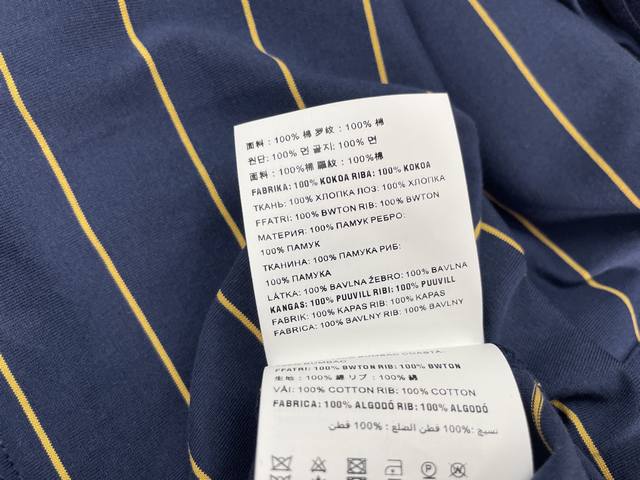 面料 : 100% 棉 罗纹 : 100% 棉
원단: 100% 면 골지: 100% 면
面料 : 100% 棉 羅紋 : 100% 棉
FABRIKA: 100% KOKOA RIBA: 100% KOKOA
ТКАНЬ: 100% ХЛОПКА ЛОЗ: 100% ХЛОПКА
FFATRI: 100% BWTON RIB: 100% BWTON
МАТЕРИЯ: 100% ПАМУК РЕБРО:
100% ПАМУК
ТКАНИНА: 100% ПАМУКА РИБ:
100% ПАМУКА
LÁTKA: 100% BAVLNA ŽEBRO: 100% BAVLNA
KANGAS: 100% PUUVILL RIBI: 100% PUUVILL
FABRIK: 100% KAPAS RIB: 100% KAPAS
FABRICA: 100% BAVLNY RIB: 100% BAVLNY
FFATRI: 100% BWTON RIB: 100% BWTON
生地 : 100% 綿 リブ : 100% 綿
VẢI: 100% COTTON RIB: 100% COTTON
FABRICA: 100% ALGODÓ RIB: 100% ALGODÓ
نسيج: 100% قطن الضلع: 100% قطن